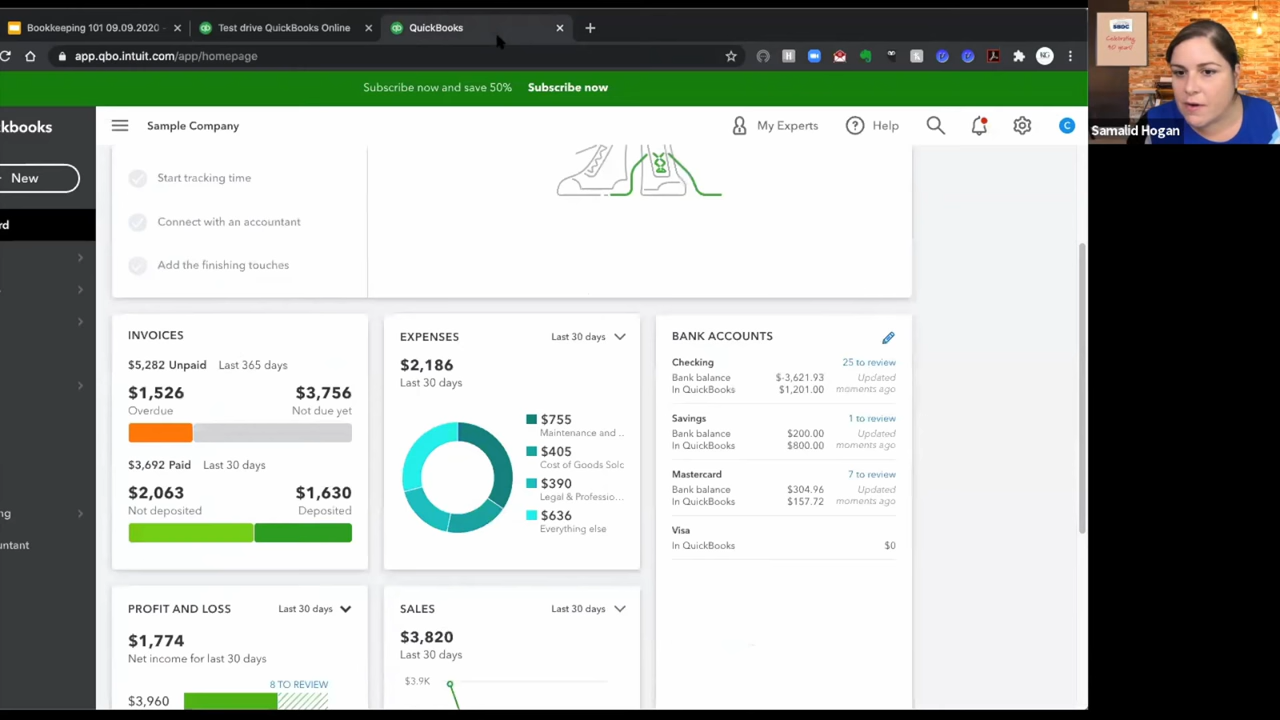 Bookkeeping 101 09.09.2020 -
Test drive QuickBooks Online
QuickBooks
app.qbo.intuit.com/app/homepage
Subscribe now and save 50% Subscribe now
ckbooks
Sample Company
My Experts
Help
C
New
rd
ng
untant
Start tracking time
Connect with an accountant
Add the finishing touches
INVOICES
$5,282 Unpaid Last 365 days
$1,526 $3,756
Overdue Not due yet
$3,692 Paid Last 30 days
$2,063 $1,630
Not deposited Deposited
EXPENSES Last 30 days
$2,186
Last 30 days
$755
Maintenance and ..
$405
Cost of Goods Solc
$390
Legal & Professio...
$636
Everything else
BANK ACCOUNTS
Checking 25 to review
Bank balance $-3,621.93 Updated
In QuickBooks $1,201.00 moments ago
Savings 1 to review
Bank balance $200.00 Updated
In QuickBooks $800.00 moments ago
Mastercard 7 to review
Bank balance $304.96 Updated
In QuickBooks $157.72 moments ago
Visa
In QuickBooks $0
PROFIT AND LOSS Last 30 days
$1,774
Net income for last 30 days
8 TO REVIEW
$3,960
SALES Last 30 days
$3,820
Last 30 days
$3.9K
SBDC
Celebrating
40 years!
Samalid Hogan